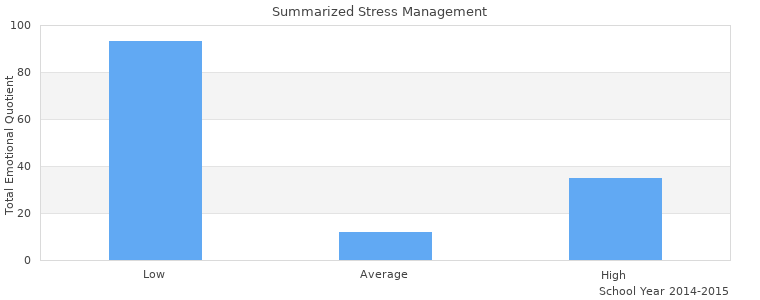 Summarized Stress Management
Total Emotional Quotient
100
80
60
40
20
0
Low
Average
High
School Year 2014-2015